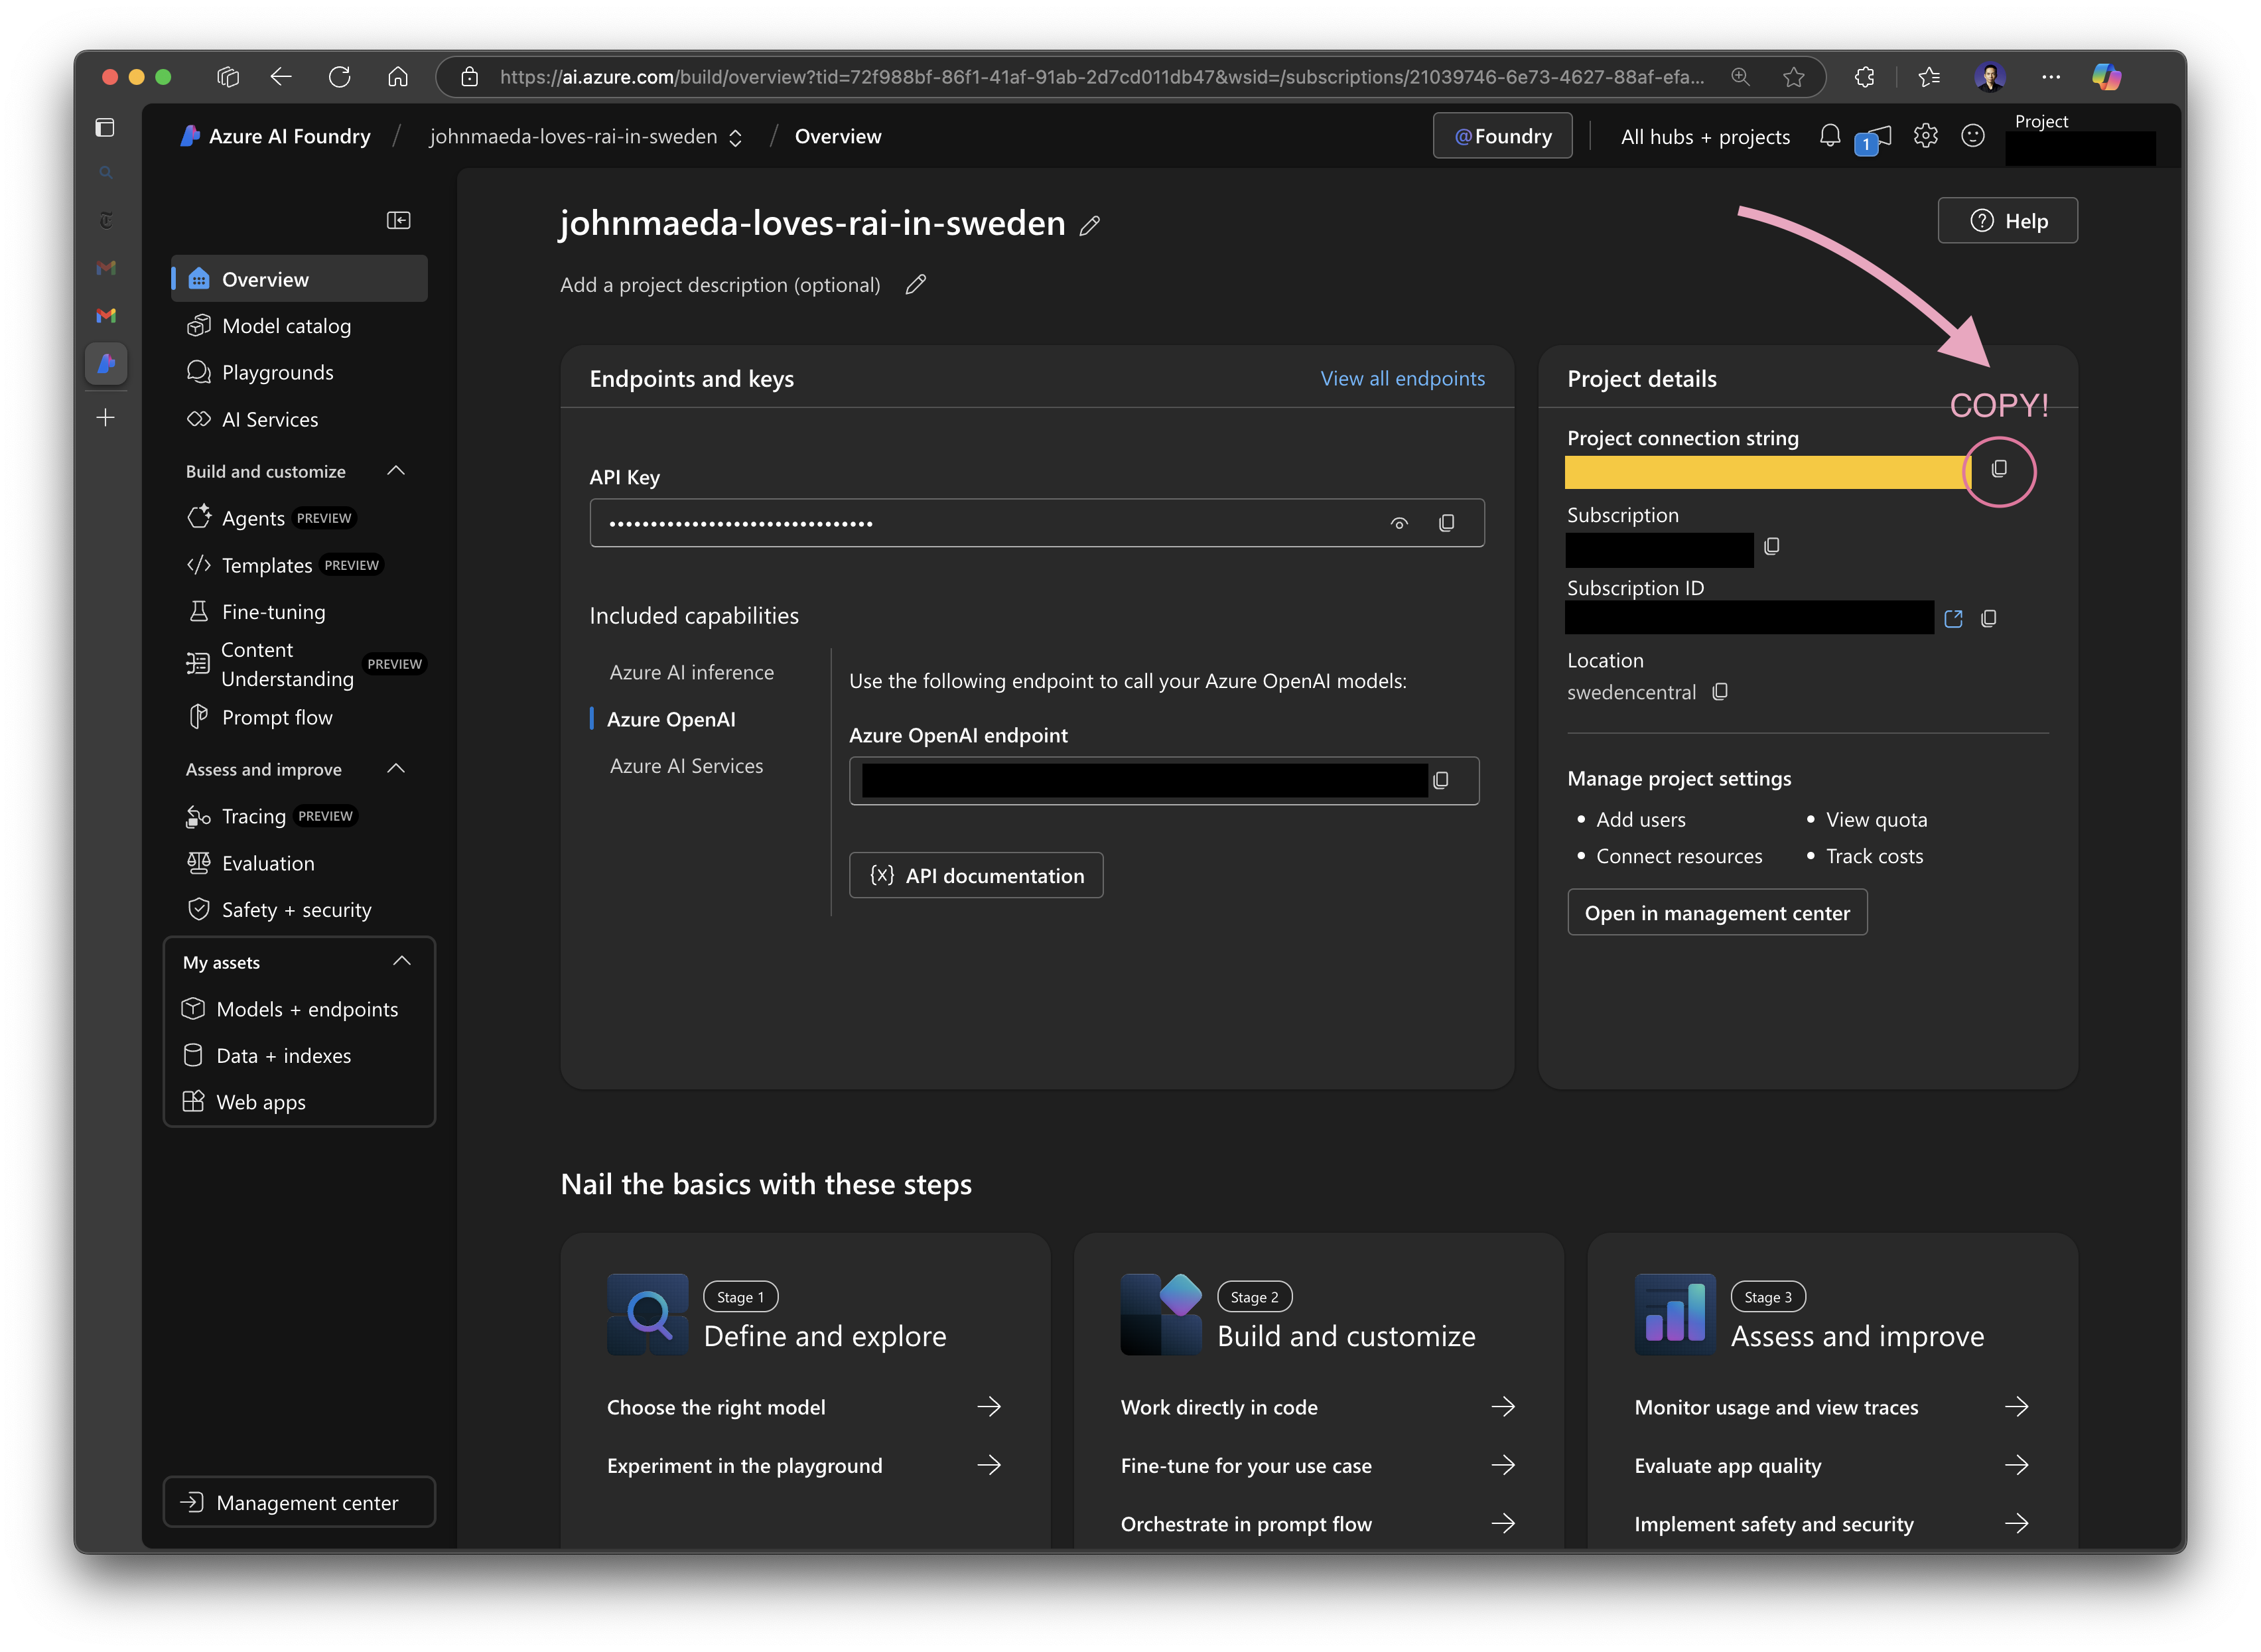 https://ai.azure.com/build/overview?tid=72f988bf-86f1-41af-91ab-2d7cd011db47&wsid=/subscriptions/21039746-6e73-4627-88af-efa...
Azure AI Foundry / johnmaeda-loves-rai-in-sweden / Overview
@Foundry
All hubs + projects
1
Project
johnmaeda-loves-rai-in-sweden
Help
Add a project description (optional)
Overview
Model catalog
Playgrounds
AI Services
Build and customize
Agents PREVIEW
Templates PREVIEW
Fine-tuning
Content
Understanding
PREVIEW
Prompt flow
Assess and improve
Tracing PREVIEW
Evaluation
Safety + security
My assets
Models + endpoints
Data + indexes
Web apps
Management center
Endpoints and keys
View all endpoints
API Key
••••••••••••••••••••••••••••••••
Included capabilities
Azure AI inference
Azure OpenAI
Azure AI Services
Use the following endpoint to call your Azure OpenAI models:
Azure OpenAI endpoint
{x} API documentation
Project details
COPY!
Project connection string
Subscription
Subscription ID
Location
swedencentral
Manage project settings
• Add users
• View quota
• Connect resources
• Track costs
Open in management center
Nail the basics with these steps
Stage 1
Define and explore
Choose the right model
Experiment in the playground
Stage 2
Build and customize
Work directly in code
Fine-tune for your use case
Orchestrate in prompt flow
Stage 3
Assess and improve
Monitor usage and view traces
Evaluate app quality
Implement safety and security